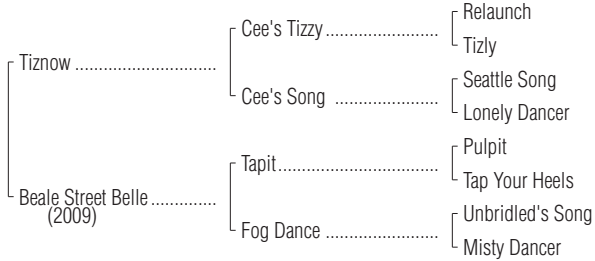 Relaunch
Cee's Tizzy ........................
Tizly
Tiznow ..............................
Seattle Song
Cee's Song ......................
Lonely Dancer
Pulpit
Tapit..................................
Tap Your Heels
Beale Street Belle ..............
(2009)
Unbridled's Song
Fog Dance ........................
Misty Dancer